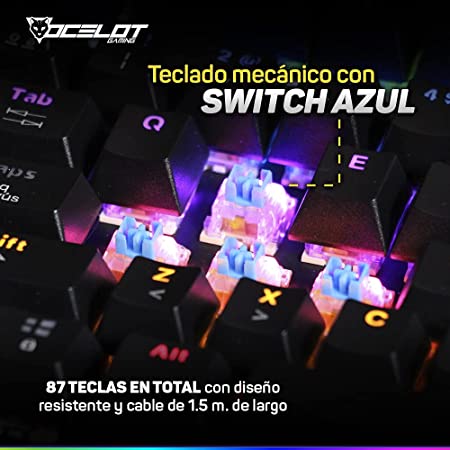 OCELOT
GAMING
Teclado mecánico con
SWITCH AZUL
Tab
Q
E
Z
<
X
>
C
Alt
87 TECLAS EN TOTAL con diseño
resistente y cable de 1.5 m. de largo